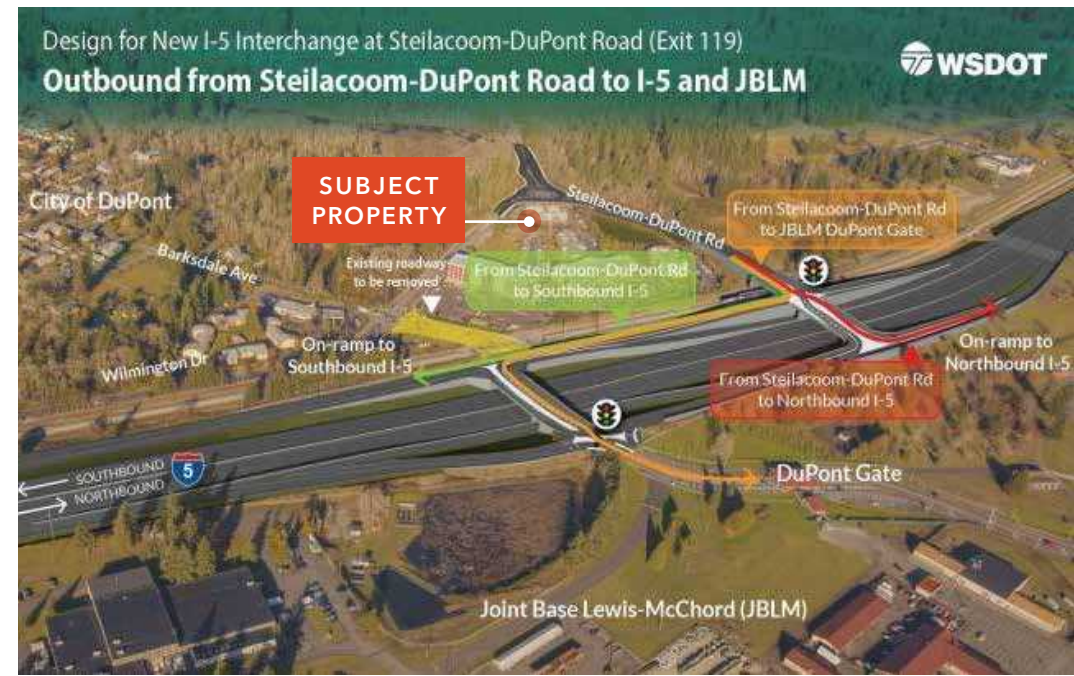 Design for New I-5 Interchange at Steilacoom-DuPont Road (Exit 119)
Outbound from Steilacoom-DuPont Road to I-5 and JBLM
WSDOT
SUBJECT
PROPERTY
City of DuPont
Steilacoom-DuPont Rd
From Steilacoom-DuPont Rd
to JBLM DuPont Gate
Barksdale Ave
Existing roadway
to be removed
From Steilacoom-DuPont Rd
to Southbound I-5
On-ramp to
Southbound I-5
Wilmington Dr
On-ramp to
Northbound I-5
From Steilacoom-DuPont Rd
to Northbound I-5
SOUTHBOUND
NORTHBOUND
5
DuPont Gate
Joint Base Lewis-McChord (JBLM)